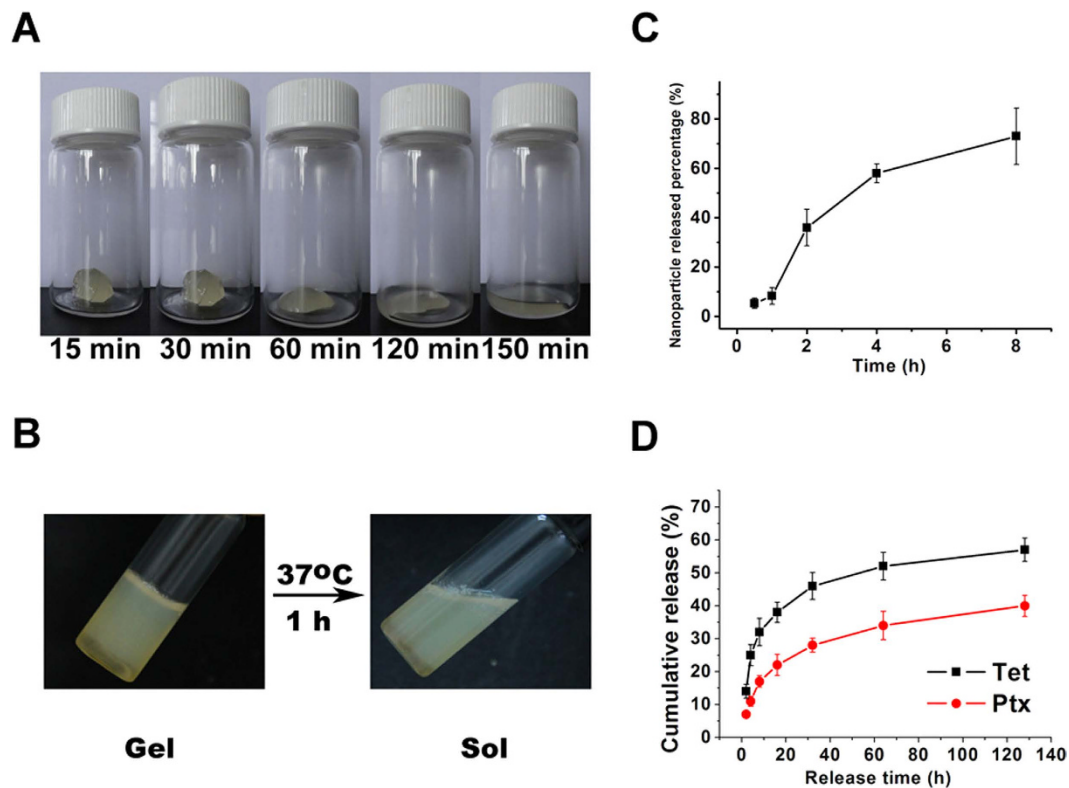 A
15 min 30 min 60 min 120 min 150 min
B
37ºC
1 h
Gel
Sol
C
Nanoparticle released percentage (%)
80
60
40
20
0
0 2 4 6 8
Time (h)
D
Cumulative release (%)
70
60
50
40
30
20
10
0
Tet
Ptx
0 20 40 60 80 100 120 140
Release time (h)